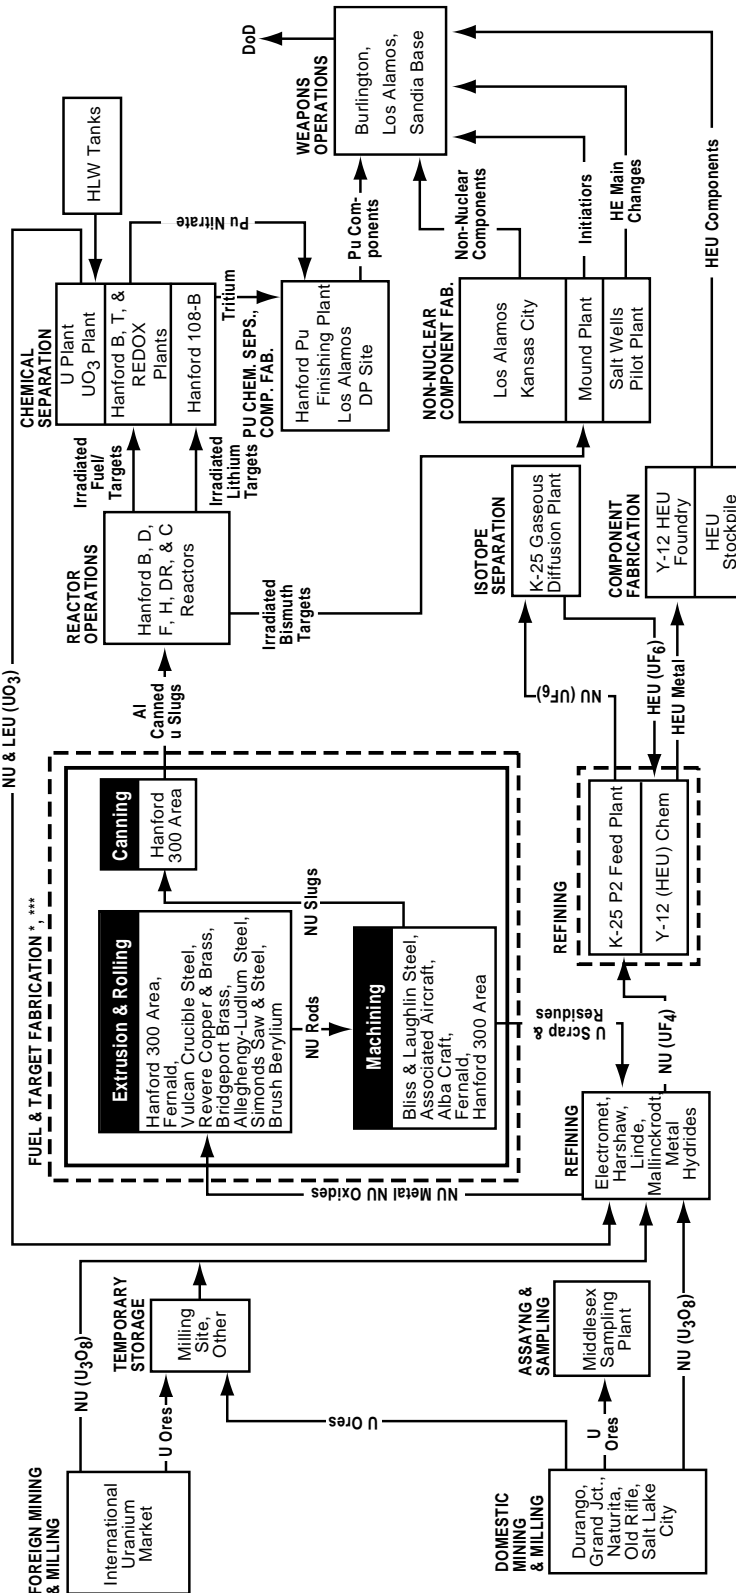 FOREIGN MINING
& MILLING
International
Uranium
Market
NU (U3O8)
U Ores
TEMPORARY
STORAGE
Milling
Site,
Other
U Ores
DOMESTIC
MINING
& MILLING
Durango,
Grand Jct.,
Naturita,
Old Rifle,
Salt Lake
City
U
Ores
ASSAYNG &
SAMPLING
Middlesex
Sampling
Plant
NU (U3O8)
NU & LEU (UO3)
REFINING
Electromet,
Harshaw,
Linde,
Mallinckrodt,
Metal
Hydrides
NU Metal NU Oxides
U Scrap &
Residues
NU (UF4)
FUEL & TARGET FABRICATION *, ***
Extrusion & Rolling
Hanford 300 Area,
Fernald,
Vulcan Crucible Steel,
Revere Copper & Brass,
Bridgeport Brass,
Alleghengy-Ludlum Steel,
Simonds Saw & Steel,
Brush Berylium
NU Rods
Machining
Bliss & Laughlin Steel,
Associated Aircraft,
Alba Craft,
Fernald,
Hanford 300 Area
NU Slugs
Canning
Hanford
300 Area
Al
Canned
u Slugs
REFINING
K-25 P2 Feed Plant
Y-12 (HEU) Chem
NU (UF6)
HEU (UF6)
HEU Metal
REACTOR
OPERATIONS
Hanford B, D,
F, H, DR, & C
Reactors
Irradiated
Fuel/
Targets
Irradiated
Lithium
Targets
Irradiated
Bismuth
Targets
ISOTOPE
SEPARATION
K-25 Gaseous
Diffusion Plant
COMPONENT
FABRICATION
Y-12 HEU
Foundry
HEU
Stockpile
CHEMICAL
SEPARATION
U Plant
UO3 Plant
Hanford B, T, &
REDOX
Plants
Hanford 108-B
HLW Tanks
Pu Nitrate
Tritium
PU CHEM. SEPS.,
COMP. FAB.
Hanford Pu
Finishing Plant
Los Alamos
DP Site
Pu Com-
ponents
NON-NUCLEAR
COMPONENT FAB.
Los Alamos
Kansas City
Mound Plant
Salt Wells
Pilot Plant
Non-Nuclear
Components
Initiatiors
HE Main
Changes
HEU Components
WEAPONS
OPERATIONS
Burlington,
Los Alamos,
Sandia Base
DoD